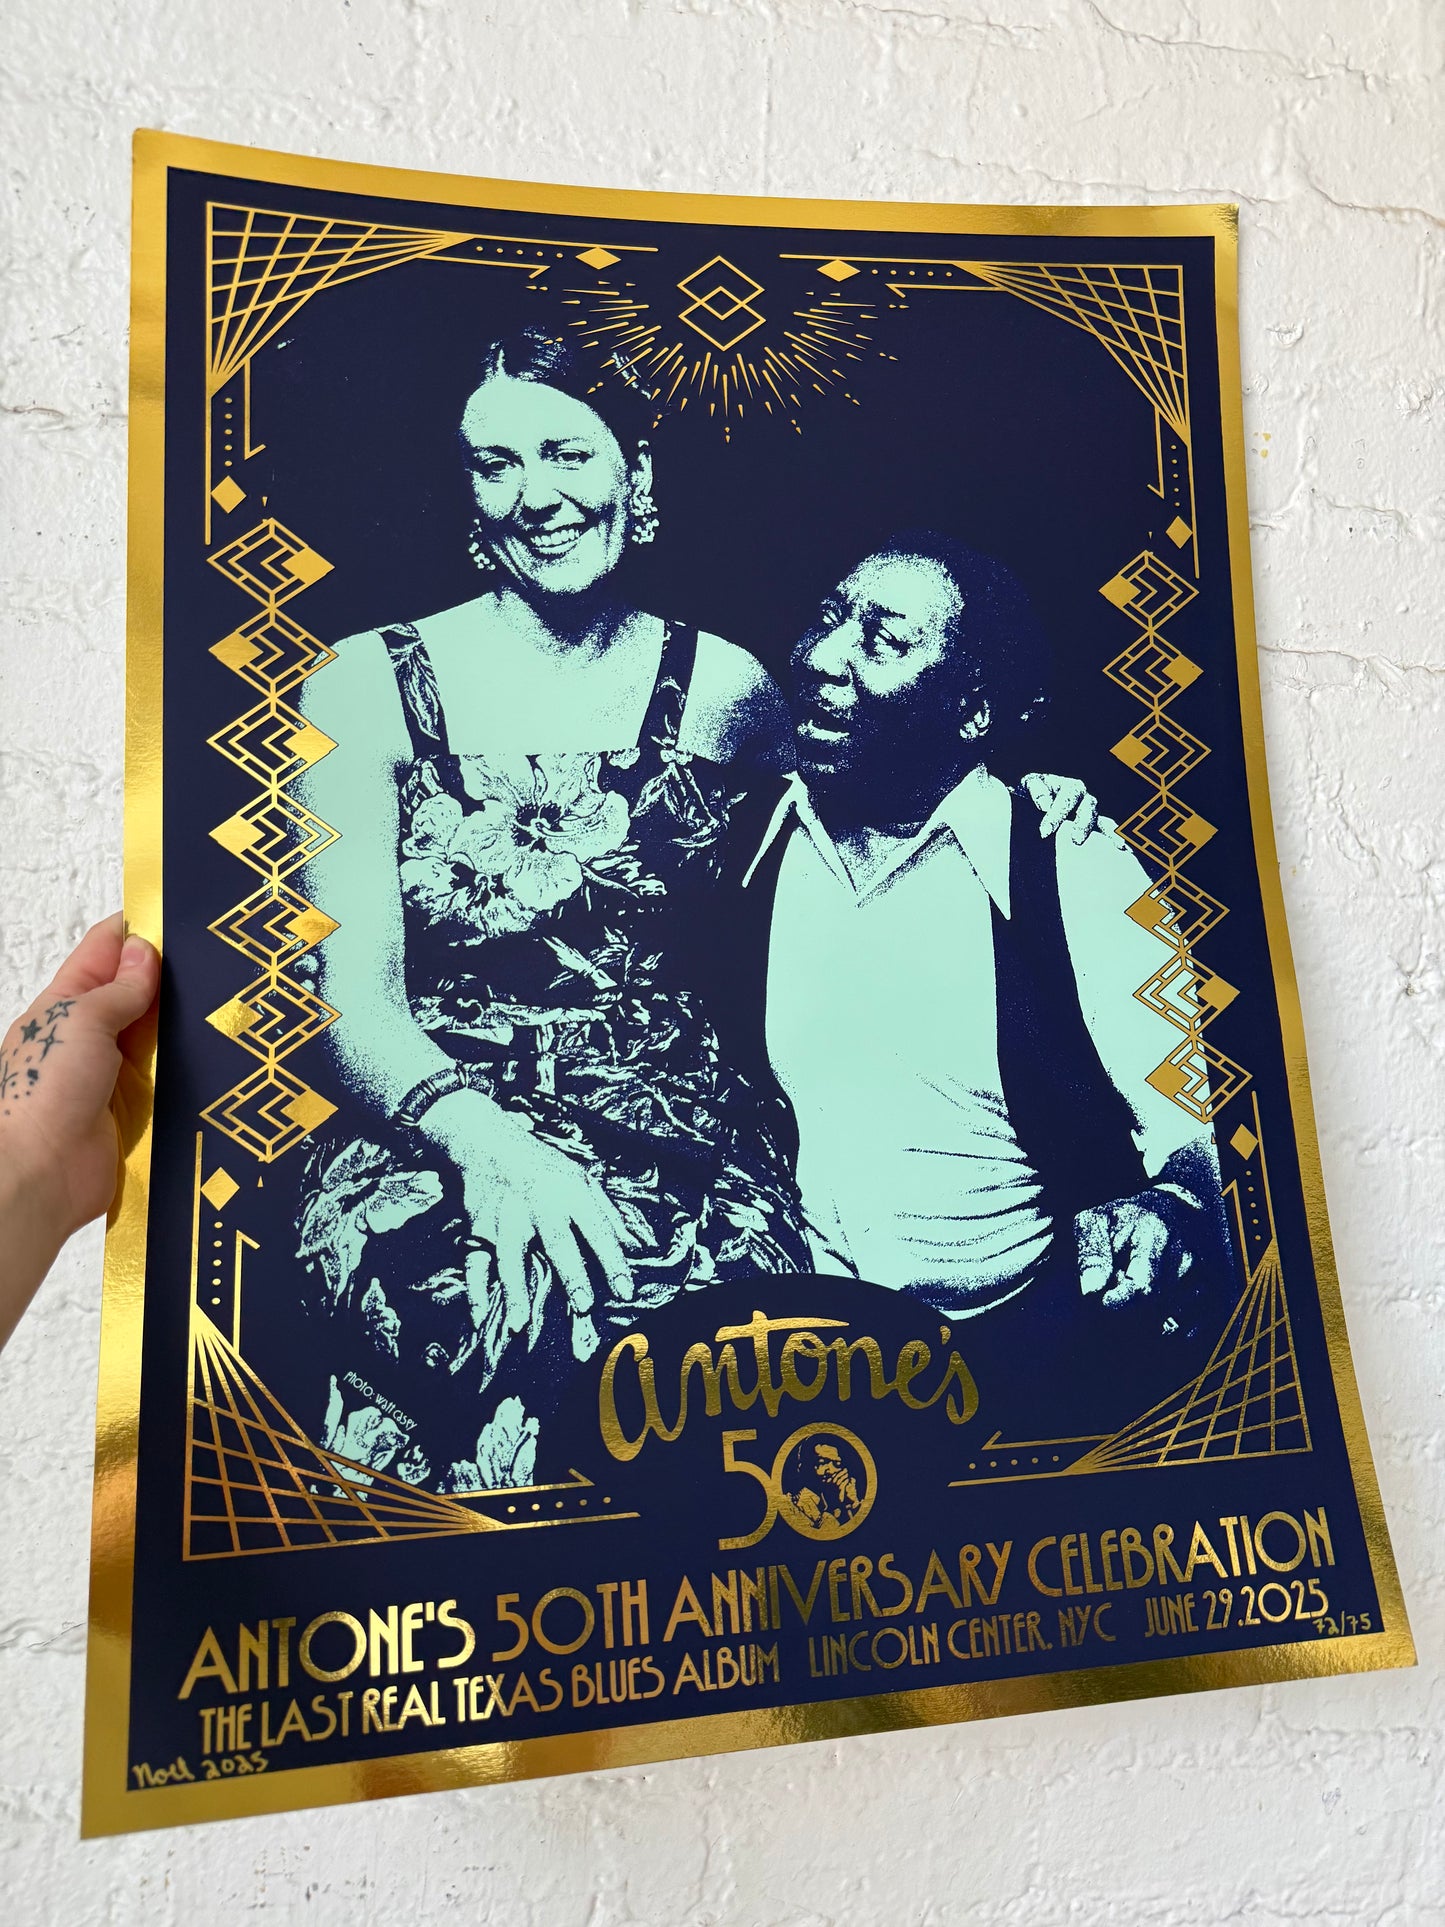 Photo: Watt Casey
Antone's
50
ANTONE'S 50TH ANNIVERSARY CELEBRATION
THE LAST REAL TEXAS BLUES ALBUM LINCOLN CENTER. NYC JUNE 29.2025
72/75
Noel 2025